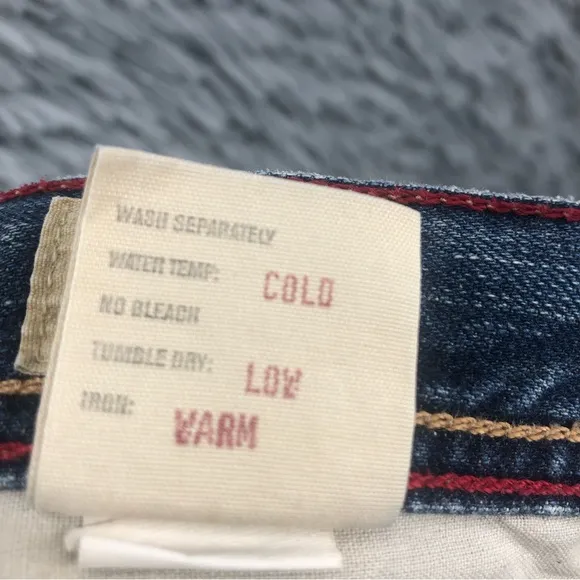 WASH SEPARATELY
WATER TEMP: COLD
NO BLEACH
TUMBLE DRY: LOW
IRON: WARM